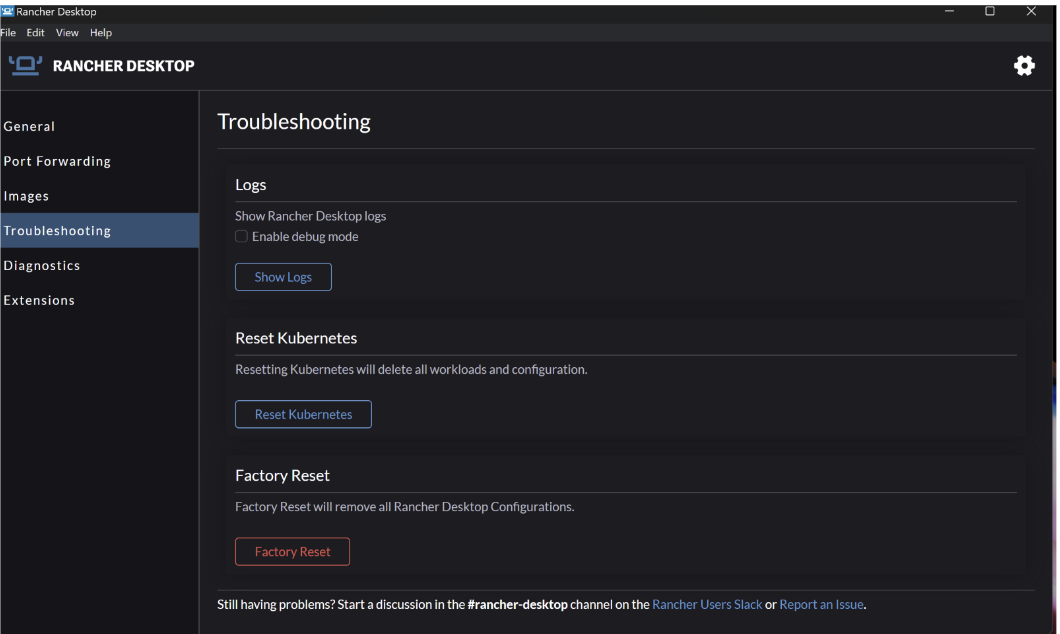 Rancher Desktop
File Edit View Help
RANCHER DESKTOP
General
Port Forwarding
Images
Troubleshooting
Diagnostics
Extensions
Troubleshooting
Logs
Show Rancher Desktop logs
Enable debug mode
Show Logs
Reset Kubernetes
Resetting Kubernetes will delete all workloads and configuration.
Reset Kubernetes
Factory Reset
Factory Reset will remove all Rancher Desktop Configurations.
Factory Reset
Still having problems? Start a discussion in the #rancher-desktop channel on the Rancher Users Slack or Report an Issue.